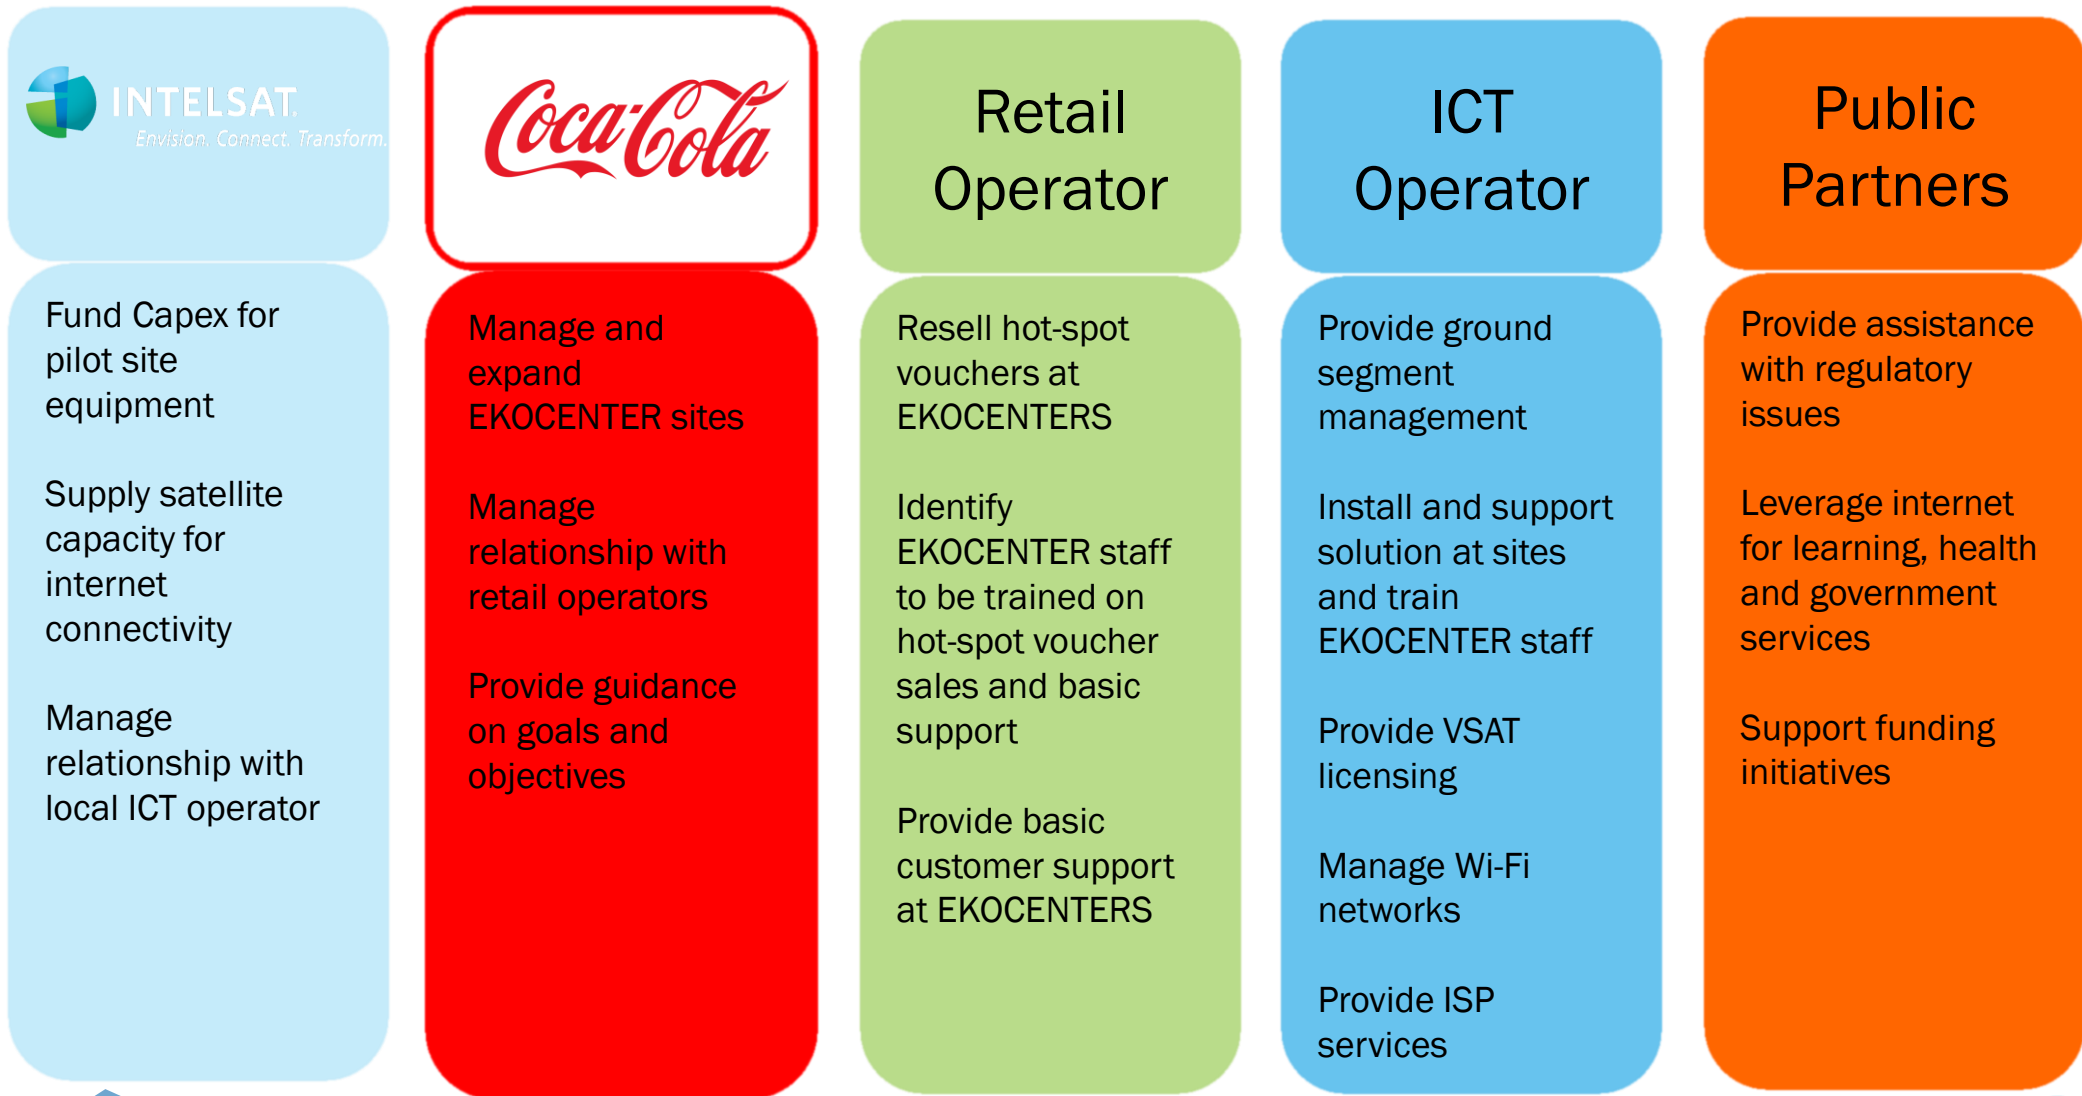 INTELSAT.
Envision. Connect. Transform.
Fund Capex for
pilot site
equipment
Supply satellite
capacity for
internet
connectivity
Manage
relationship with
local ICT operator
Coca-Cola
Manage and
expand
EKOCENTER sites
Manage
relationship with
retail operators
Provide guidance
on goals and
objectives
Retail
Operator
Resell hot-spot
vouchers at
EKOCENTERS
Identify
EKOCENTER staff
to be trained on
hot-spot voucher
sales and basic
support
Provide basic
customer support
at EKOCENTERS
ICT
Operator
Provide ground
segment
management
Install and support
solution at sites
and train
EKOCENTER staff
Provide VSAT
licensing
Manage Wi-Fi
networks
Provide ISP
services
Public
Partners
Provide assistance
with regulatory
issues
Leverage internet
for learning, health
and government
services
Support funding
initiatives